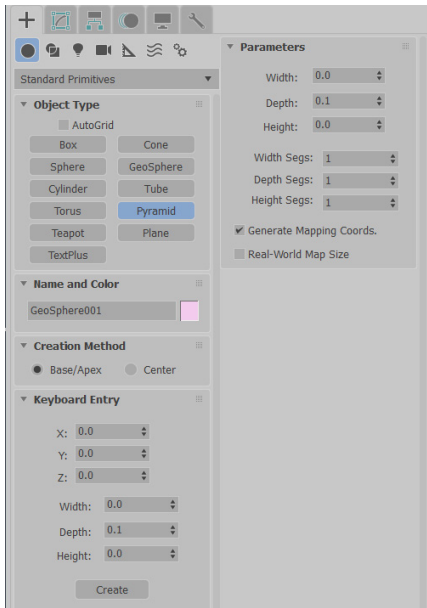 Standard Primitives
Object Type
AutoGrid
Box Cone
Sphere GeoSphere
Cylinder Tube
Torus Pyramid
Teapot Plane
TextPlus
Name and Color
GeoSphere001
Creation Method
Base/Apex Center
Keyboard Entry
X: 0.0
Y: 0.0
Z: 0.0
Width: 0.0
Depth: 0.1
Height: 0.0
Create
Parameters
Width: 0.0
Depth: 0.1
Height: 0.0
Width Segs: 1
Depth Segs: 1
Height Segs: 1
Generate Mapping Coords.
Real-World Map Size